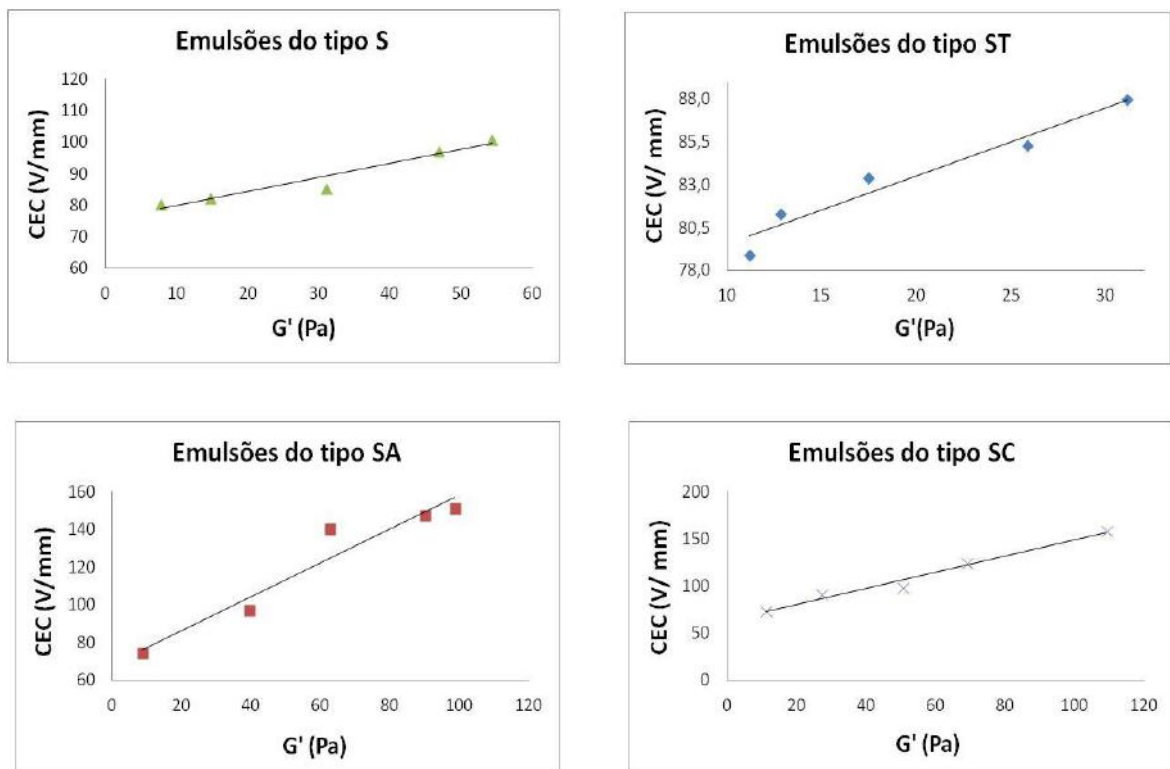 Emulsões do tipo S
CEC (V/mm)
120
110
100
90
80
70
60
0 10 20 30 40 50 60
G' (Pa)
Emulsões do tipo ST
CEC (V/ mm)
88,0
85,5
83,0
80,5
78,0
10 15 20 25 30
G'(Pa)
Emulsões do tipo SA
CEC (V/mm)
160
140
120
100
80
60
0 20 40 60 80 100 120
G' (Pa)
Emulsões do tipo SC
CEC (V/ mm)
200
150
100
50
0
0 20 40 60 80 100 120
G' (Pa)